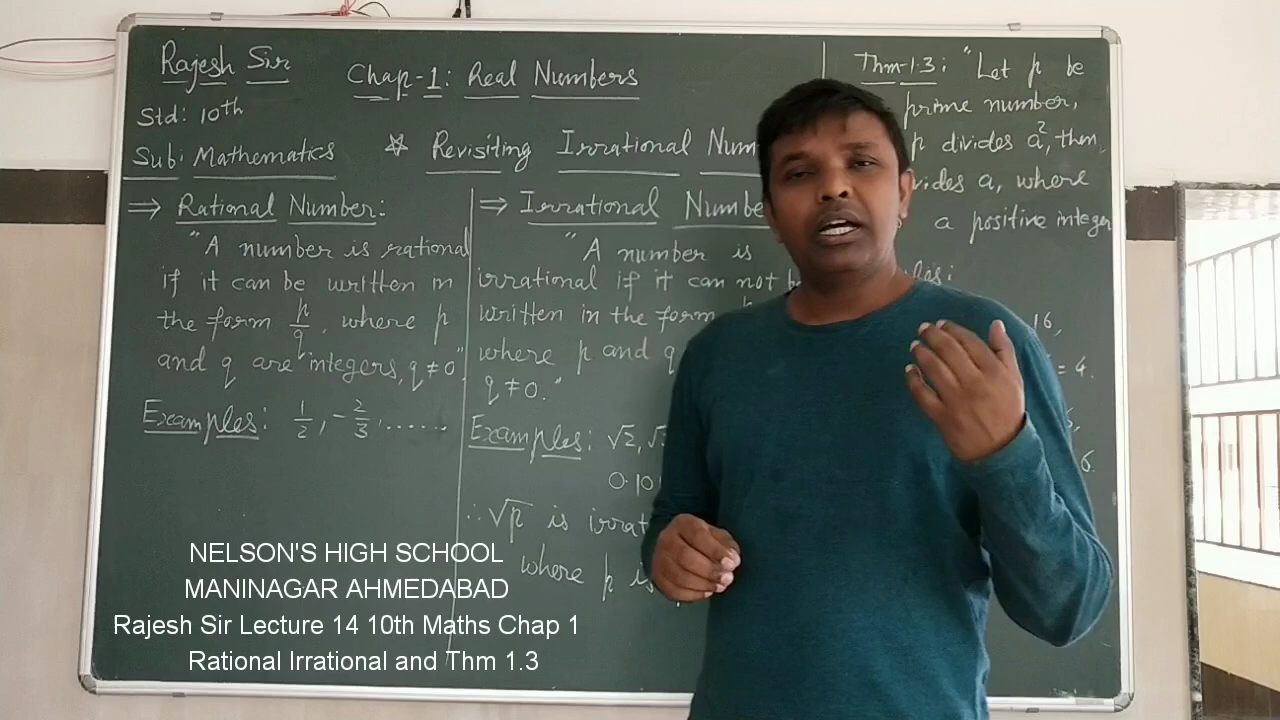 Rajesh Sir
Std: 10th
Sub: Mathematics
Chap-1: Real Numbers
☆ Revisiting Irrational Num
⇒ Rational Number:
"A number is rational
if it can be written in
the form p/q, where p
and q are integers, q ≠ 0".
Examples: 1/2, -2/3, ......
⇒ Irrational Numbe
"A number is
irrational if it can not b
written in the form
where p and q
q ≠ 0."
Examples: √2, √
0.10
∴ √p is irrat
where p is
Thm-1.3: "Let p be
prime number,
p divides a², then
vides a, where
a positive integer
les:
16,
= 4.
6.
NELSON'S HIGH SCHOOL
MANINAGAR AHMEDABAD
Rajesh Sir Lecture 14 10th Maths Chap 1
Rational Irrational and Thm 1.3